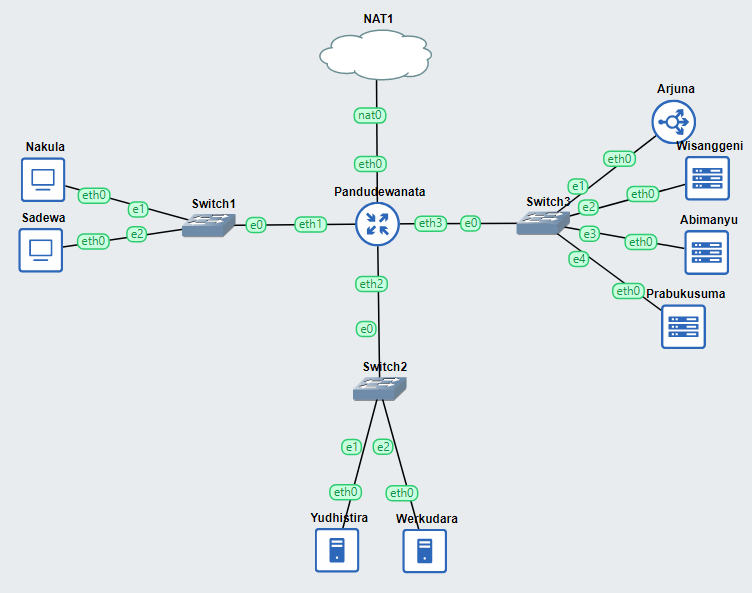 NAT1
nat0
eth0
Pandudewanata
Nakula
eth0
e1
Sadewa
eth0
e2
Switch1
e0
eth1
eth3
e0
Switch3
Arjuna
eth0
e1
Wisanggeni
eth0
e2
Abimanyu
eth0
e3
Prabukusuma
eth0
e4
eth2
e0
Switch2
e1
e2
eth0
eth0
Yudhistira
Werkudara